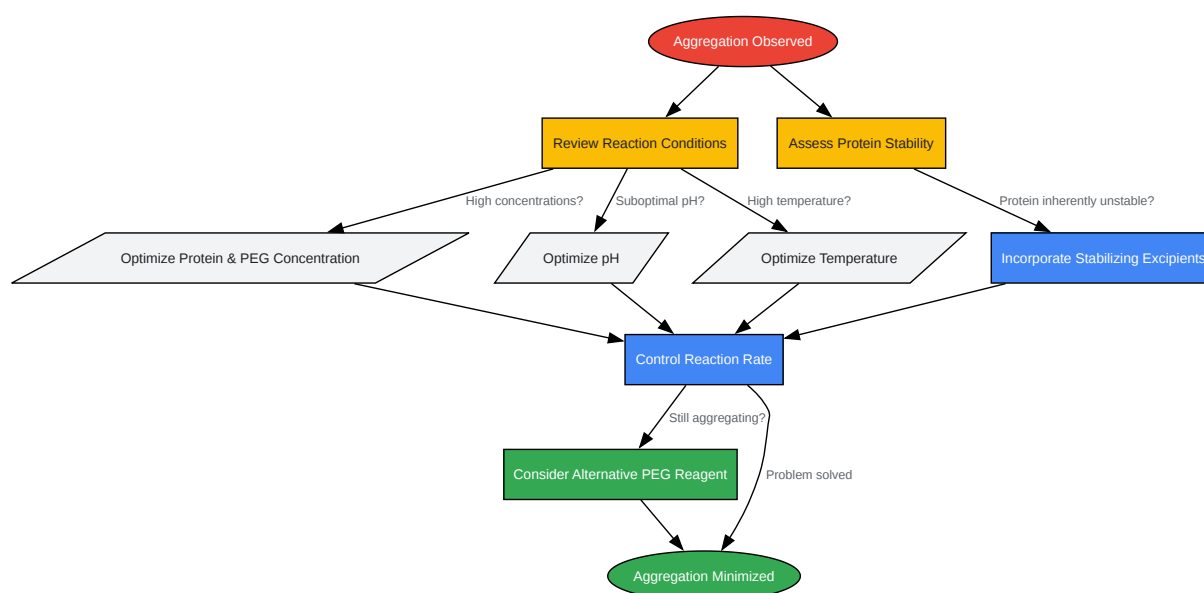 Aggregation Observed
Review Reaction Conditions
Assess Protein Stability
High concentrations?
Suboptimal pH?
High temperature?
Protein inherently unstable?
Optimize Protein & PEG Concentration
Optimize pH
Optimize Temperature
Incorporate Stabilizing Excipients
Control Reaction Rate
Still aggregating?
Consider Alternative PEG Reagent
Problem solved
Aggregation Minimized